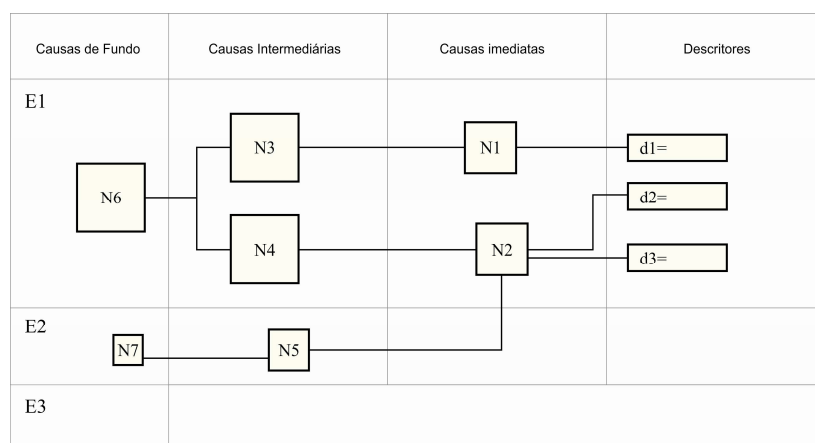 Causas de Fundo
Causas Intermediárias
Causas imediatas
Descritores
E1
N3
N1
d1=
N6
d2=
N4
N2
d3=
E2
N7
N5
E3